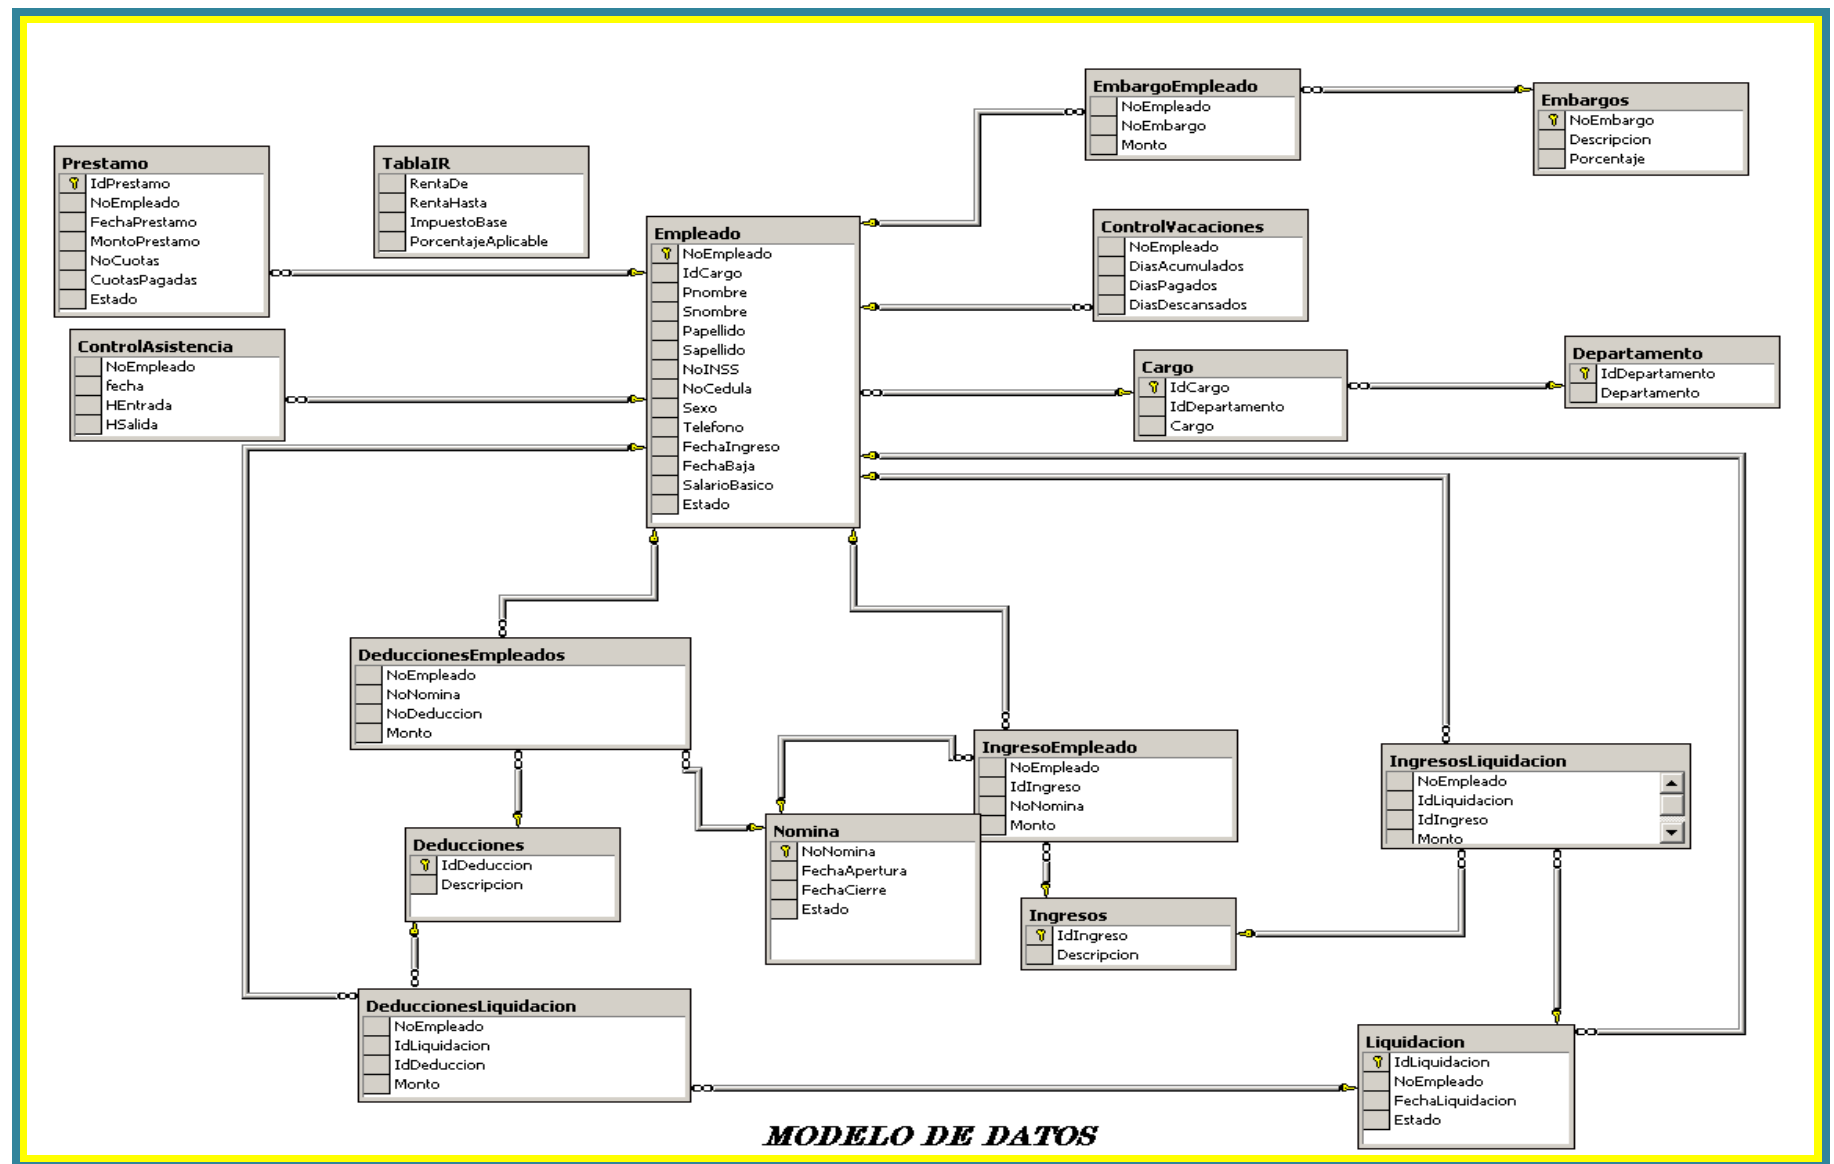 EmbargoEmpleado
NoEmpleado
NoEmbargo
Monto
Embargos
NoEmbargo
Descripcion
Porcentaje
Prestamo
IdPrestamo
NoEmpleado
FechaPrestamo
MontoPrestamo
NoCuotas
CuotasPagadas
Estado
TablaIR
RentaDe
RentaHasta
ImpuestoBase
PorcentajeAplicable
Empleado
NoEmpleado
IdCargo
Pnombre
Snombre
Papellido
Sapellido
NoINSS
NoCedula
Sexo
Telefono
FechaIngreso
FechaBaja
SalarioBasico
Estado
ControlVacaciones
NoEmpleado
DiasAcumulados
DiasPagados
DiasDescansados
ControlAsistencia
NoEmpleado
fecha
HEntrada
HSalida
Cargo
IdCargo
IdDepartamento
Cargo
Departamento
IdDepartamento
Departamento
DeduccionesEmpleados
NoEmpleado
NoNomina
NoDeduccion
Monto
IngresoEmpleado
NoEmpleado
IdIngreso
NoNomina
Monto
IngresosLiquidacion
NoEmpleado
IdLiquidacion
IdIngreso
Monto
Deducciones
IdDeduccion
Descripcion
Nomina
NoNomina
FechaApertura
FechaCierre
Estado
Ingresos
IdIngreso
Descripcion
DeduccionesLiquidacion
NoEmpleado
IdLiquidacion
IdDeduccion
Monto
Liquidacion
IdLiquidacion
NoEmpleado
FechaLiquidacion
Estado
MODELO DE DATOS